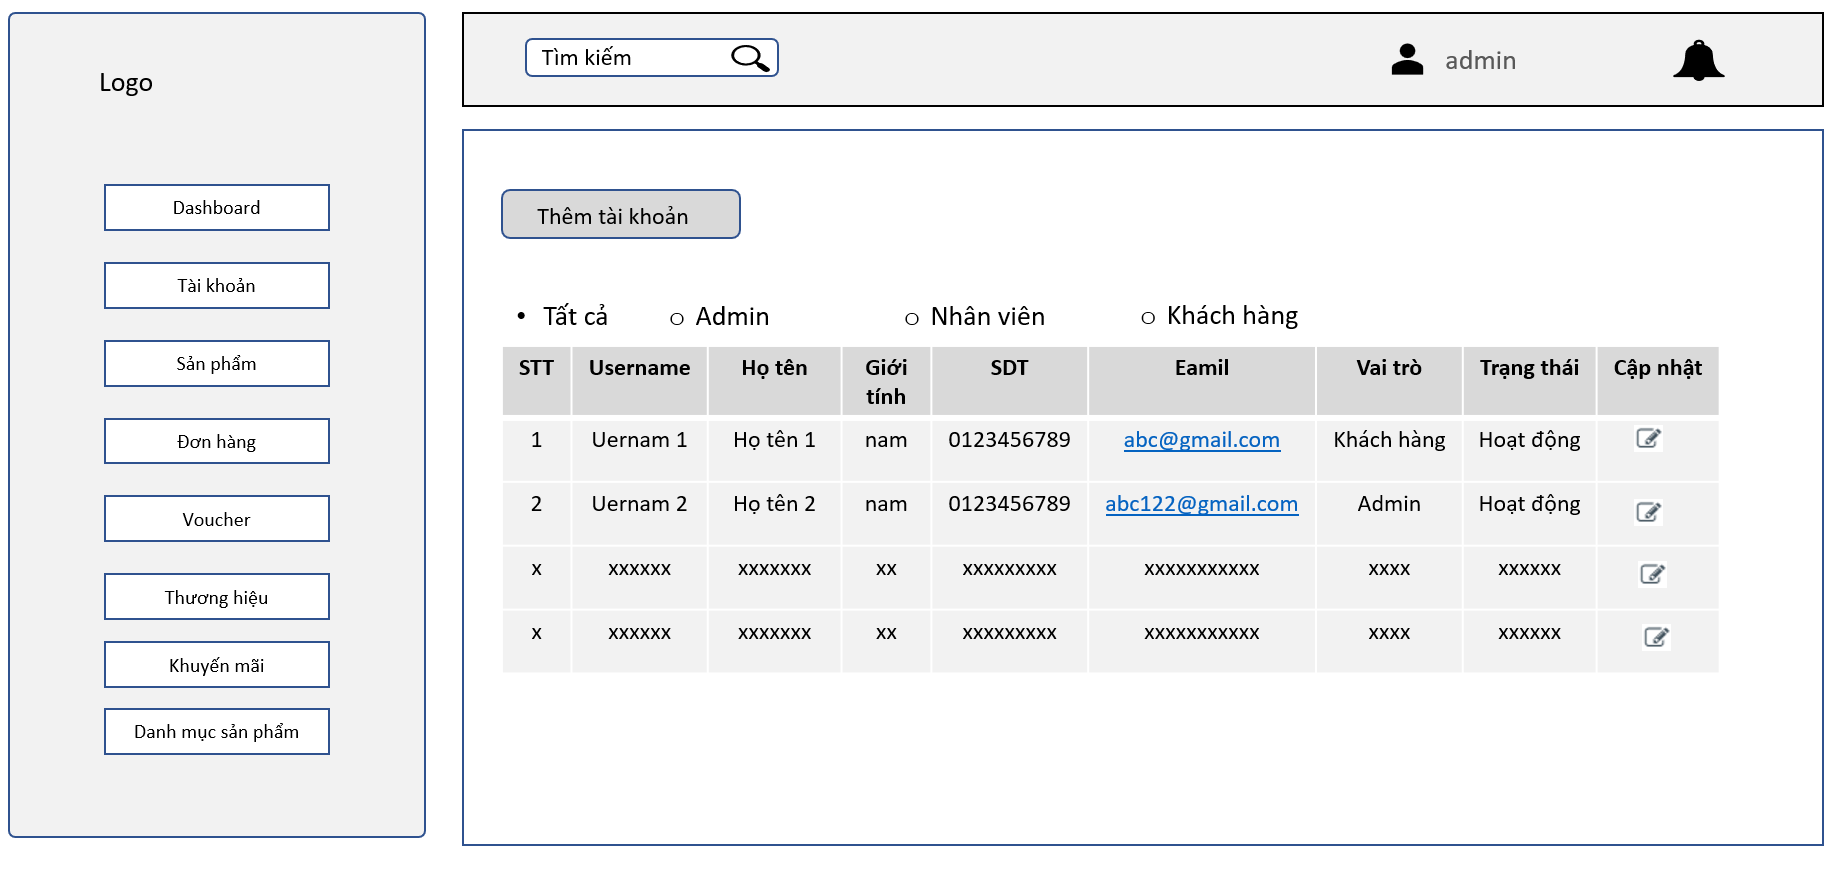 Logo
Dashboard
Tài khoản
Sản phẩm
Đơn hàng
Voucher
Thương hiệu
Khuyến mãi
Danh mục sản phẩm
Tìm kiếm
admin
Thêm tài khoản
• Tất cả o Admin o Nhân viên o Khách hàng
STT Username Họ tên Giới tính SDT Eamil Vai trò Trạng thái Cập nhật
1 Uernam 1 Họ tên 1 nam 0123456789 abc@gmail.com Khách hàng Hoạt động
2 Uernam 2 Họ tên 2 nam 0123456789 abc122@gmail.com Admin Hoạt động
x xxxxxx xxxxxxx xx xxxxxxxxx xxxxxxxxxxx xxxx xxxxxx
x xxxxxx xxxxxxx xx xxxxxxxxx xxxxxxxxxxx xxxx xxxxxx